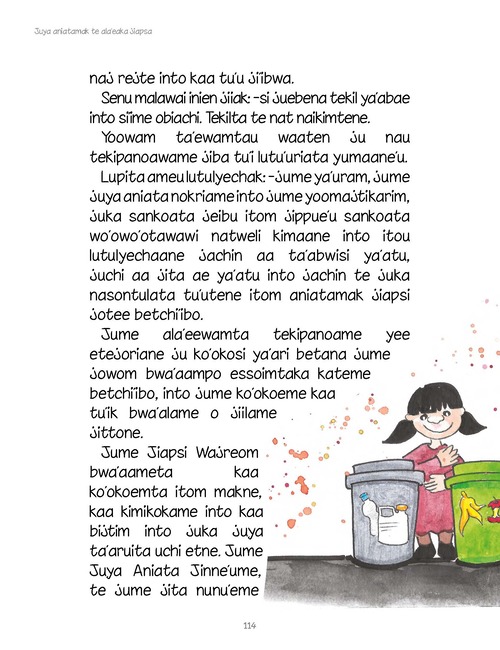 Juya aniatamak te ala'eaka jiapsa
naj rejte into kaa tu'u ji'ibwa.
Senu malawai inien jiiak: -si juebena tekil ya'abae
into siime obiachi. Tekilta te nat naikimtene.
Yoowam ta'ewamtau waaten ju nau
tekipanoawame jiba tu'i lutu'uriata yumaane'u.
Lupita ameu lutulyechak: -Jume ya'uram, jume
juya aniata nokriame into jume yoomajtikarim,
juka sankoata jeibu itom jippue'u sankoata
wo'owo'otawawi natweli kimaane into itou
lutulyechaane jachin aa ta'abwisi ya'atu,
juchi aa jita ae ya'atu into jachin te juka
nasontulata tu'utene itom aniatamak jiapsi
jotee betchi'ibo.
Jume ala'eewamta tekipanoame yee
etejoriane ju ko'okosi ya'ari betana jume
jowom bwa'aampo essoimtaka kateme
betchi'ibo, into jume ko'okoeme kaa
tu'ik bwa'alame o jiilame
jittone.
Jume Jiapsi Wajreom
bwa'aameta kaa
ko'okoemta itom makne,
kaa kimikokame into kaa
bijtim into juka juya
ta'aruita uchi etne. Jume
Juya Aniata Jinne'ume,
te jume jita nunu'eme
114